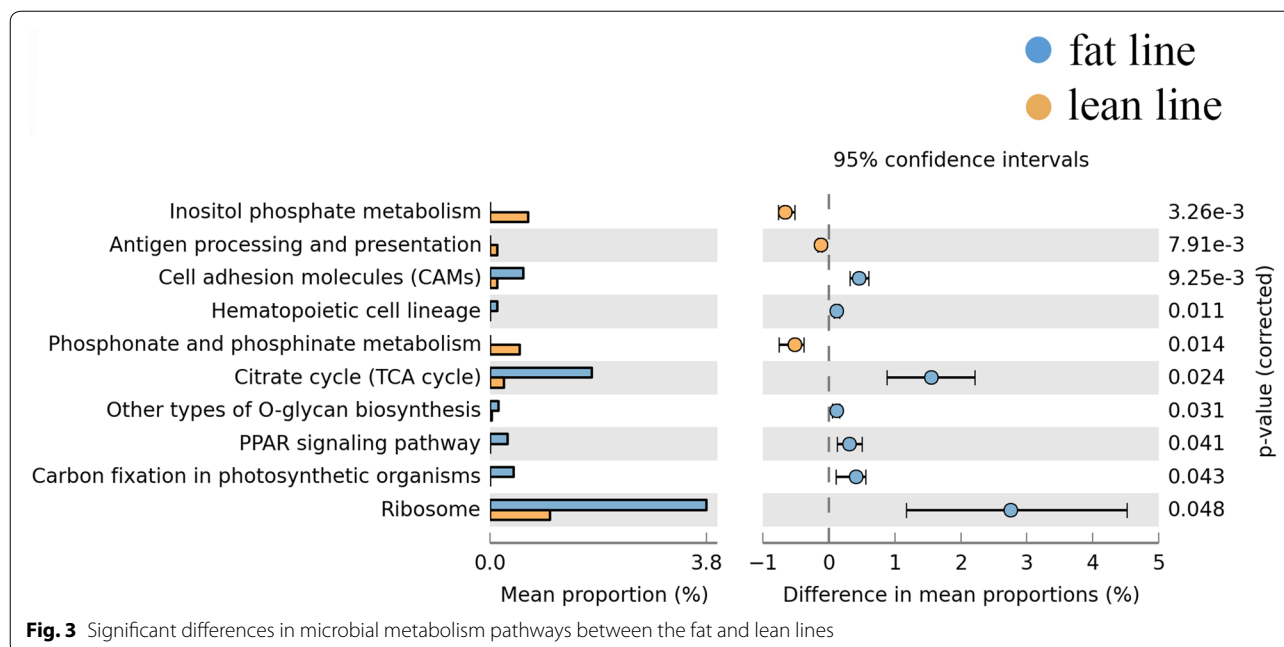 fat line
lean line
95% confidence intervals
Inositol phosphate metabolism 3.26e-3
Antigen processing and presentation 7.91e-3
Cell adhesion molecules (CAMs) 9.25e-3
Hematopoietic cell lineage 0.011
Phosphonate and phosphinate metabolism 0.014
Citrate cycle (TCA cycle) 0.024
Other types of O-glycan biosynthesis 0.031
PPAR signaling pathway 0.041
Carbon fixation in photosynthetic organisms 0.043
Ribosome 0.048
p-value (corrected)
0.0 3.8 −1 0 1 2 3 4 5
Mean proportion (%) Difference in mean proportions (%)
Fig. 3 Significant differences in microbial metabolism pathways between the fat and lean lines